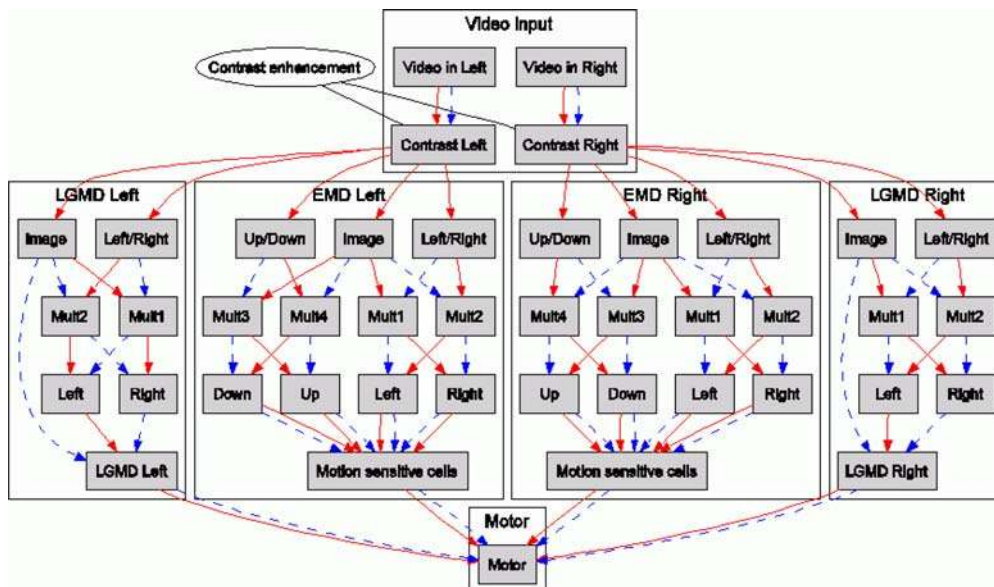 Video Input
Contrast enhancement
Video in Left
Video in Right
Contrast Left
Contrast Right
LGMD Left
EMD Left
EMD Right
LGMD Right
Image
Left/Right
Up/Down
Image
Left/Right
Up/Down
Image
Left/Right
Image
Left/Right
Mult2
Mult1
Mult3
Mult4
Mult1
Mult2
Mult4
Mult3
Mult1
Mult2
Mult1
Mult2
Left
Right
Down
Up
Left
Right
Up
Down
Left
Right
Left
Right
LGMD Left
Motion sensitive cells
Motion sensitive cells
LGMD Right
Motor
Motor